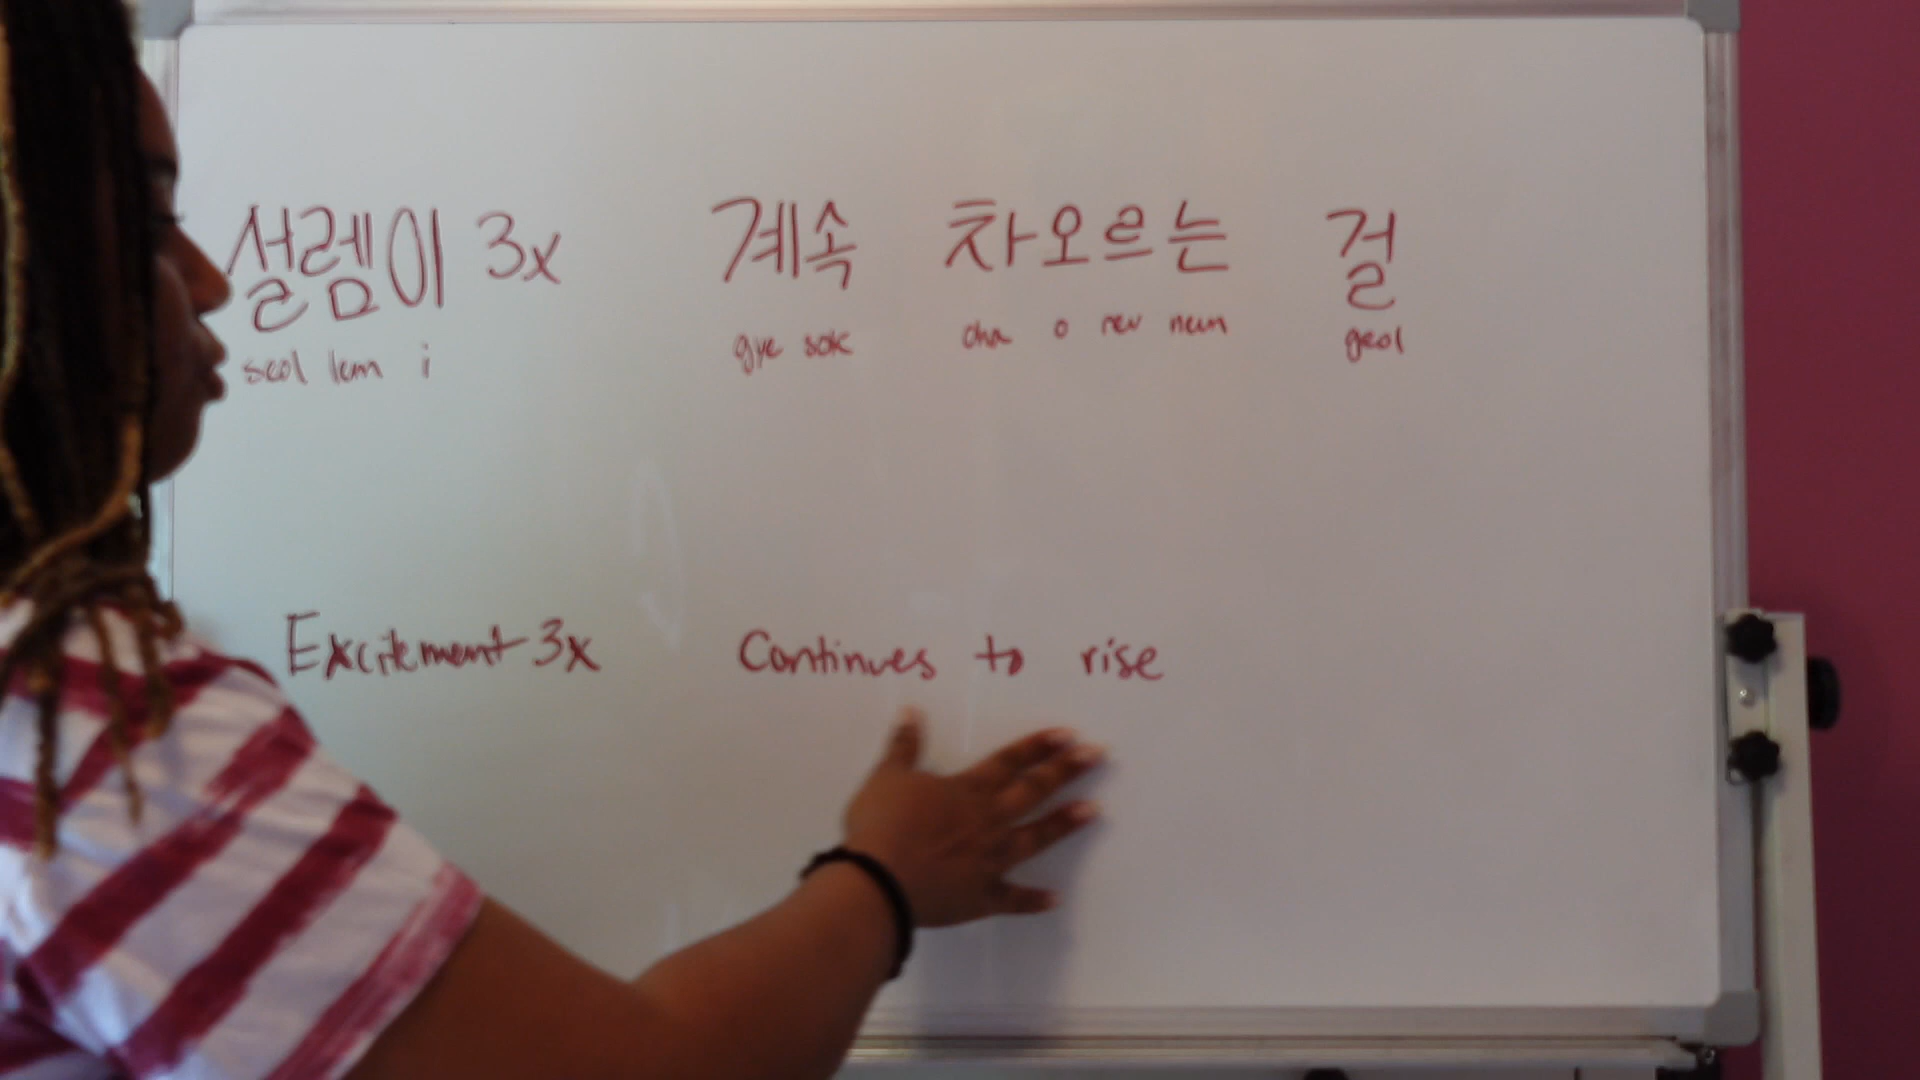 설렘이 3x 계속 차오르는 걸
seol lem i gye sok cha o reu neun geol
Excitement 3x Continues to rise